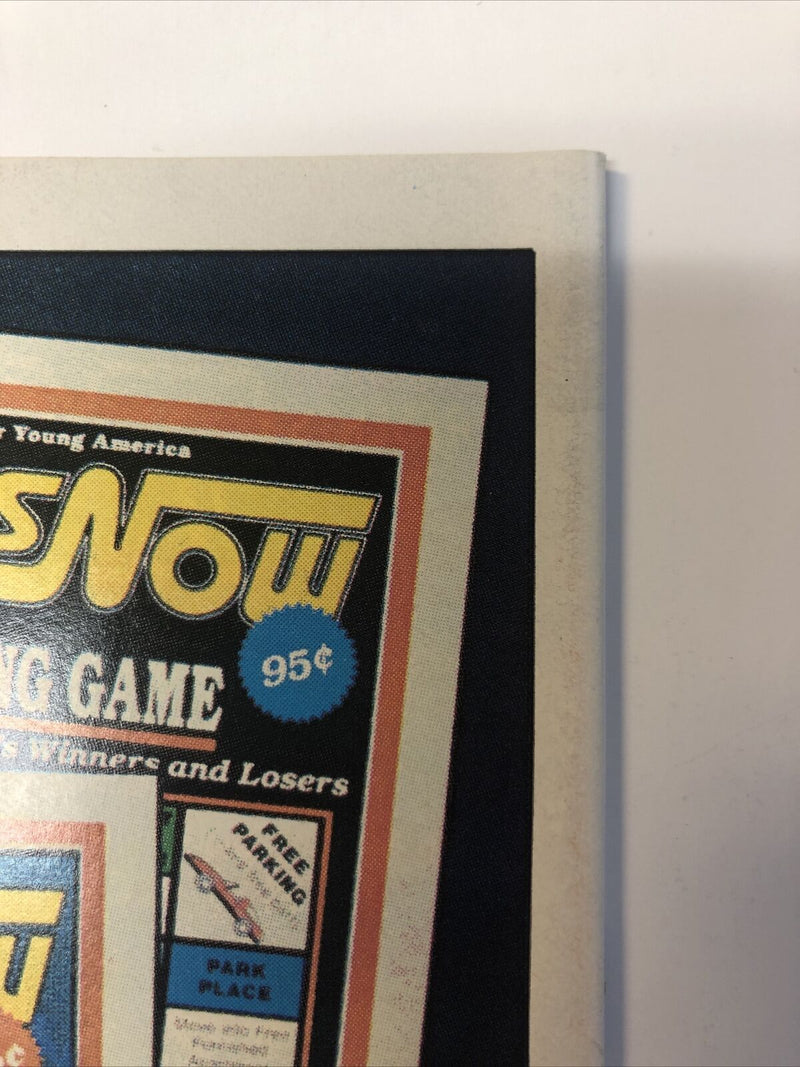 Young America
sNow
95¢
NG GAME
s Winners and Losers
FREE
PARKING
PARK
PLACE
¢